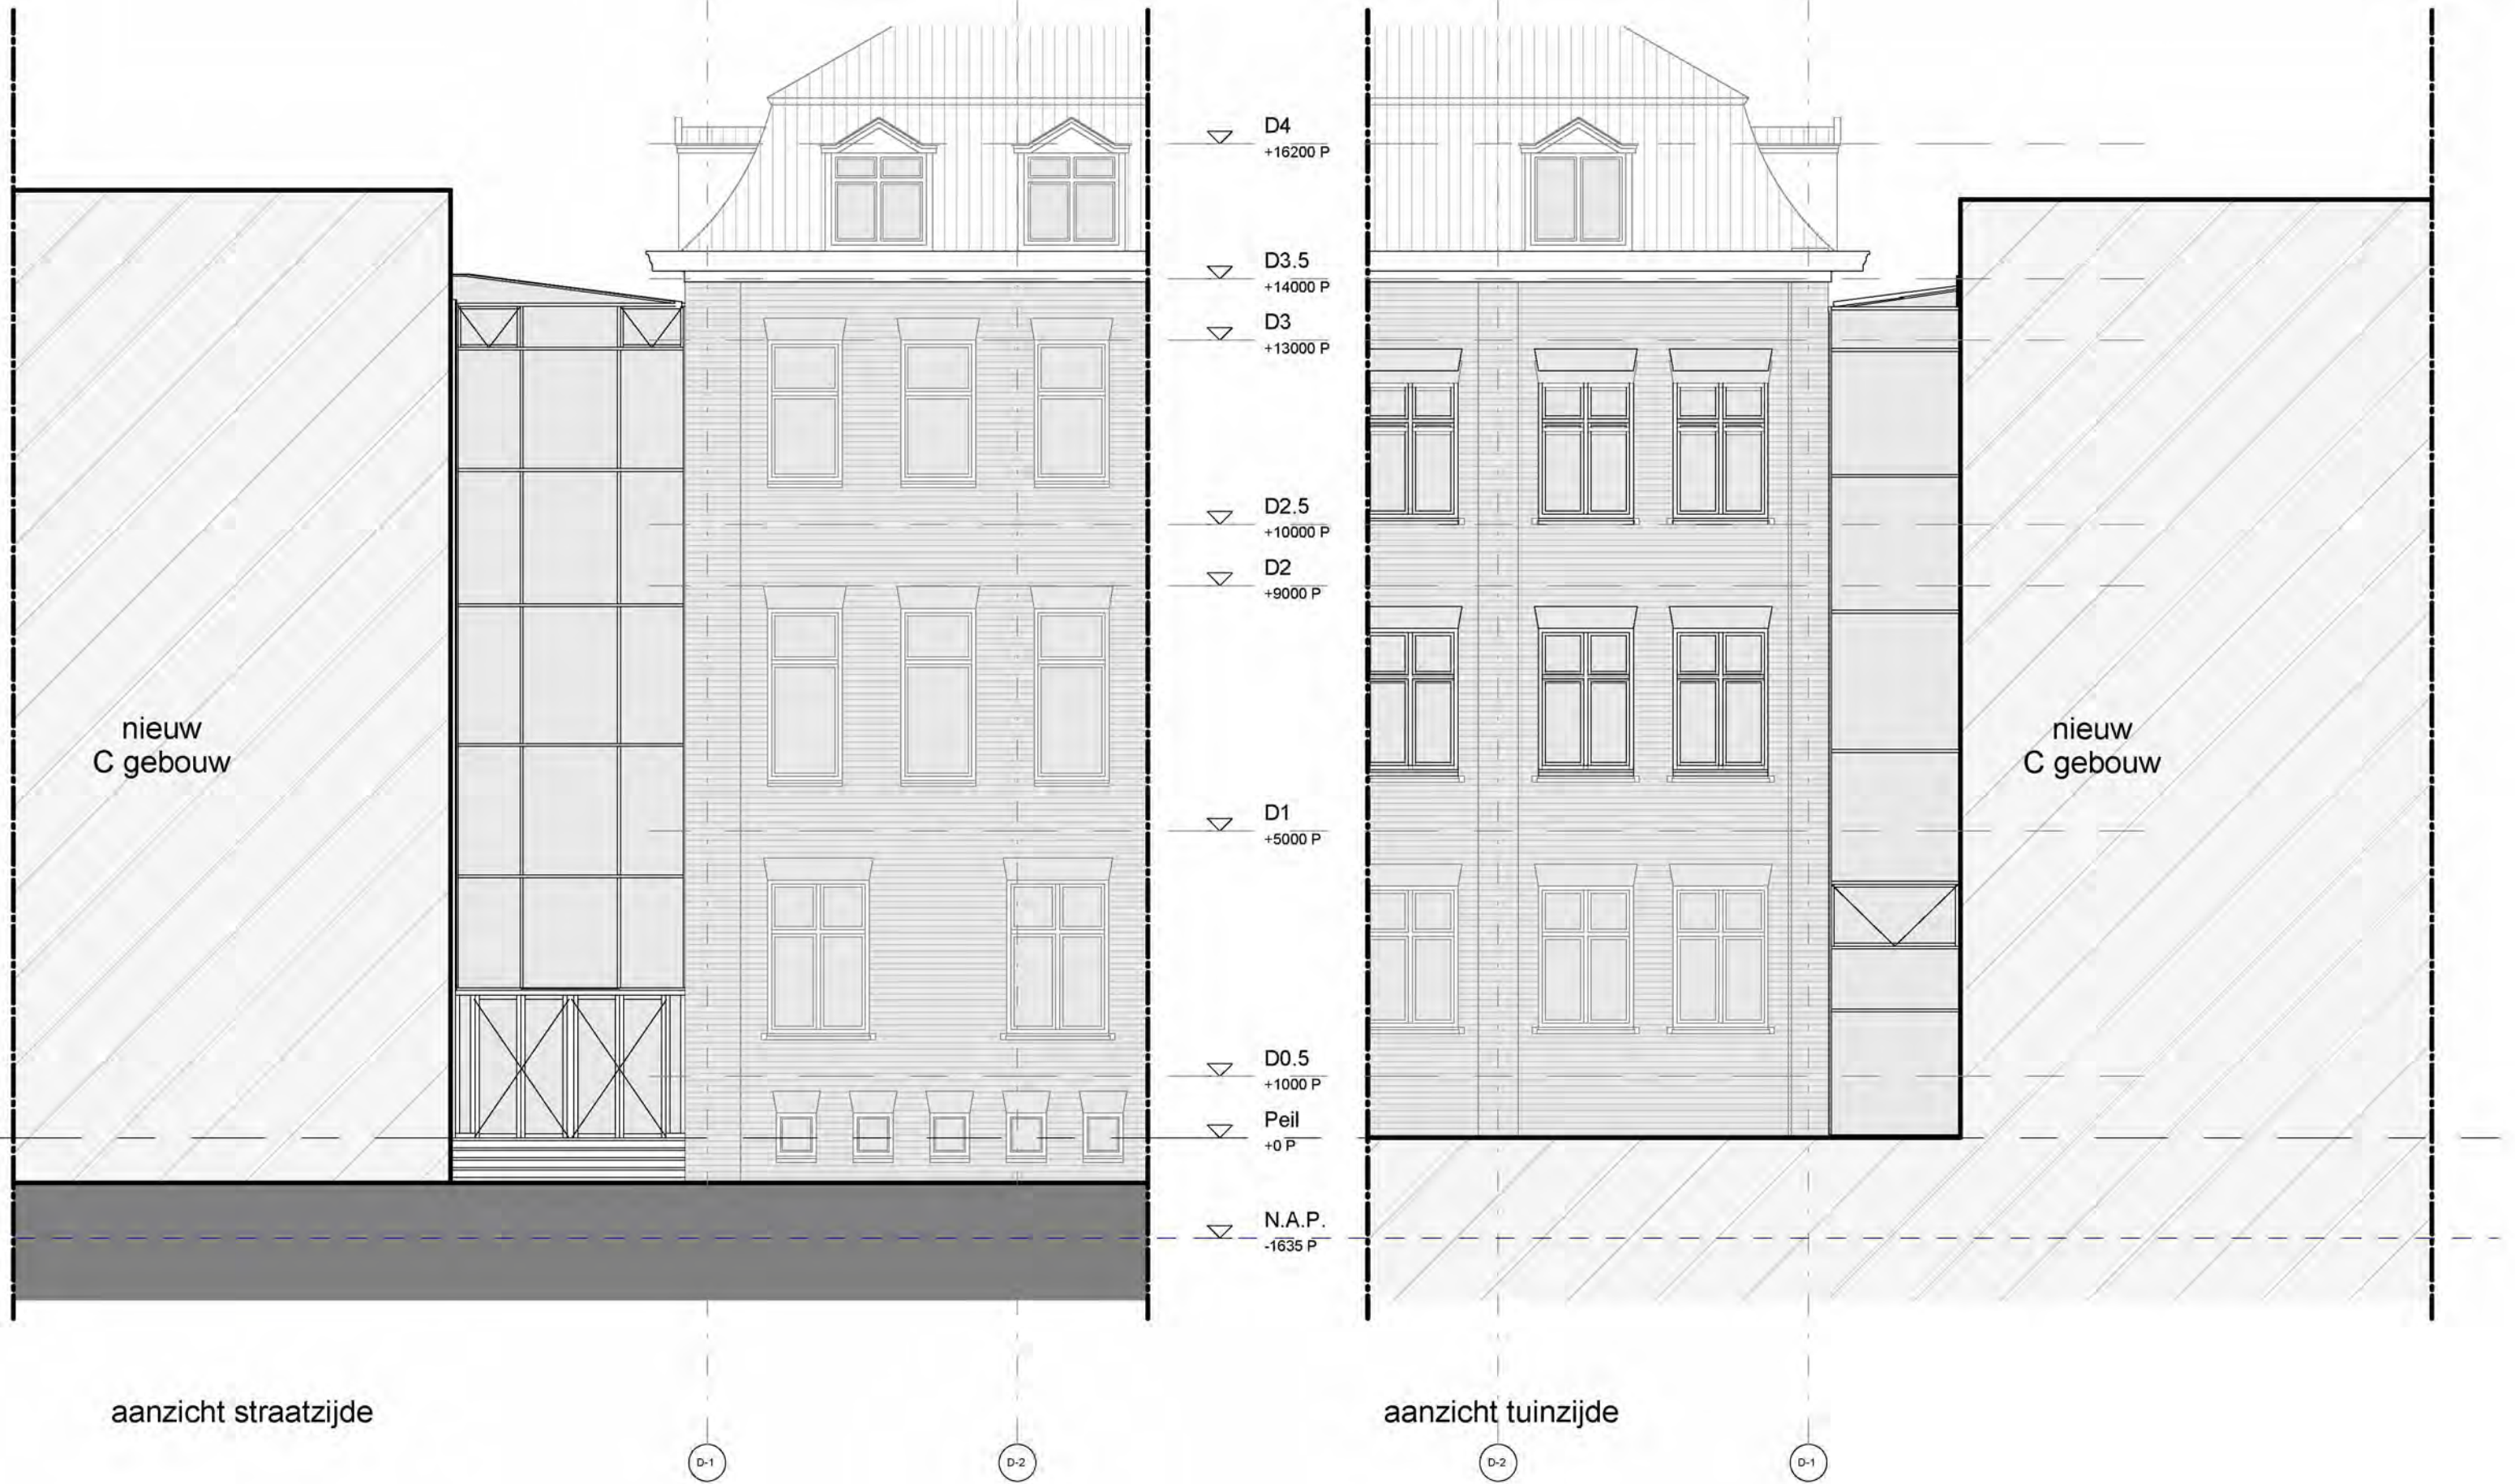 D4
+16200 P
D3.5
+14000 P
D3
+13000 P
D2.5
+10000 P
D2
+9000 P
nieuw
C gebouw
nieuw
C gebouw
D1
+5000 P
D0.5
+1000 P
Peil
+0 P
N.A.P.
-1635 P
aanzicht straatzijde
aanzicht tuinzijde
D-1
D-2
D-2
D-1